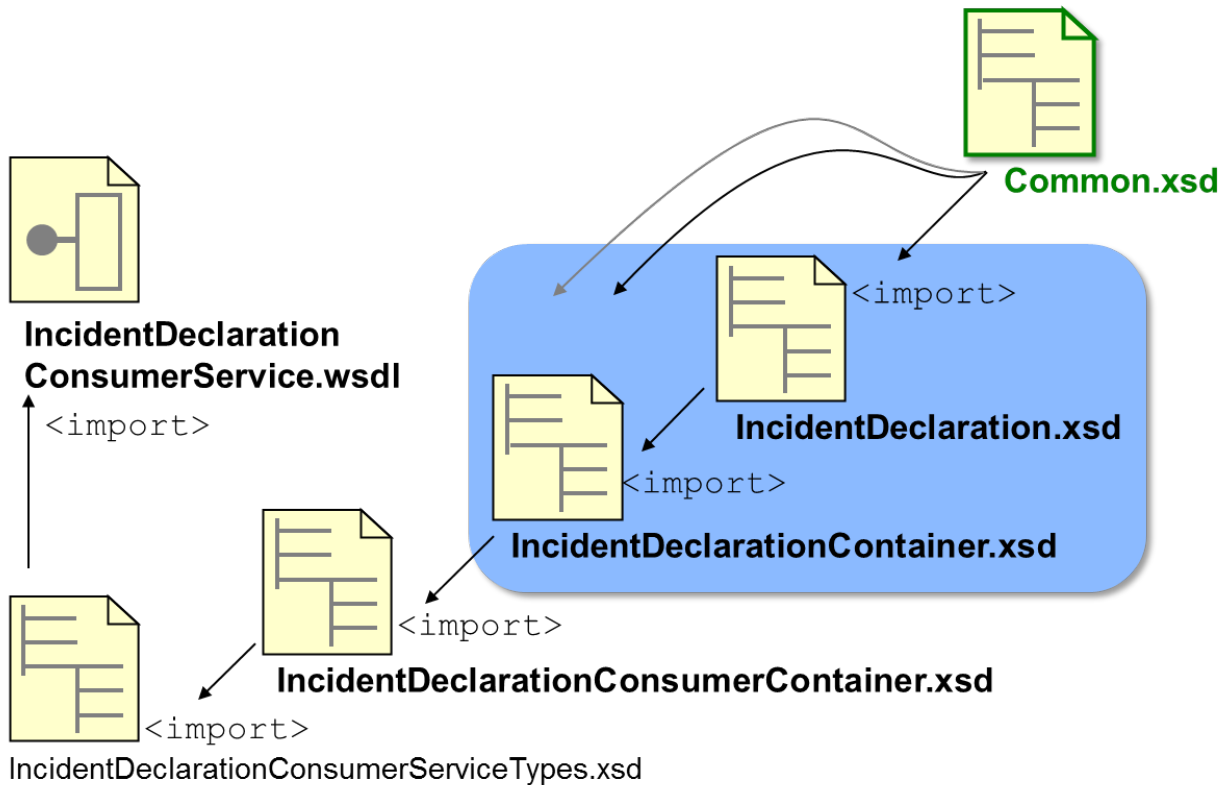 Common.xsd
<import>
IncidentDeclaration
ConsumerService.wsdl
<import>
IncidentDeclaration.xsd
<import>
IncidentDeclarationContainer.xsd
<import>
IncidentDeclarationConsumerContainer.xsd
<import>
IncidentDeclarationConsumerServiceTypes.xsd